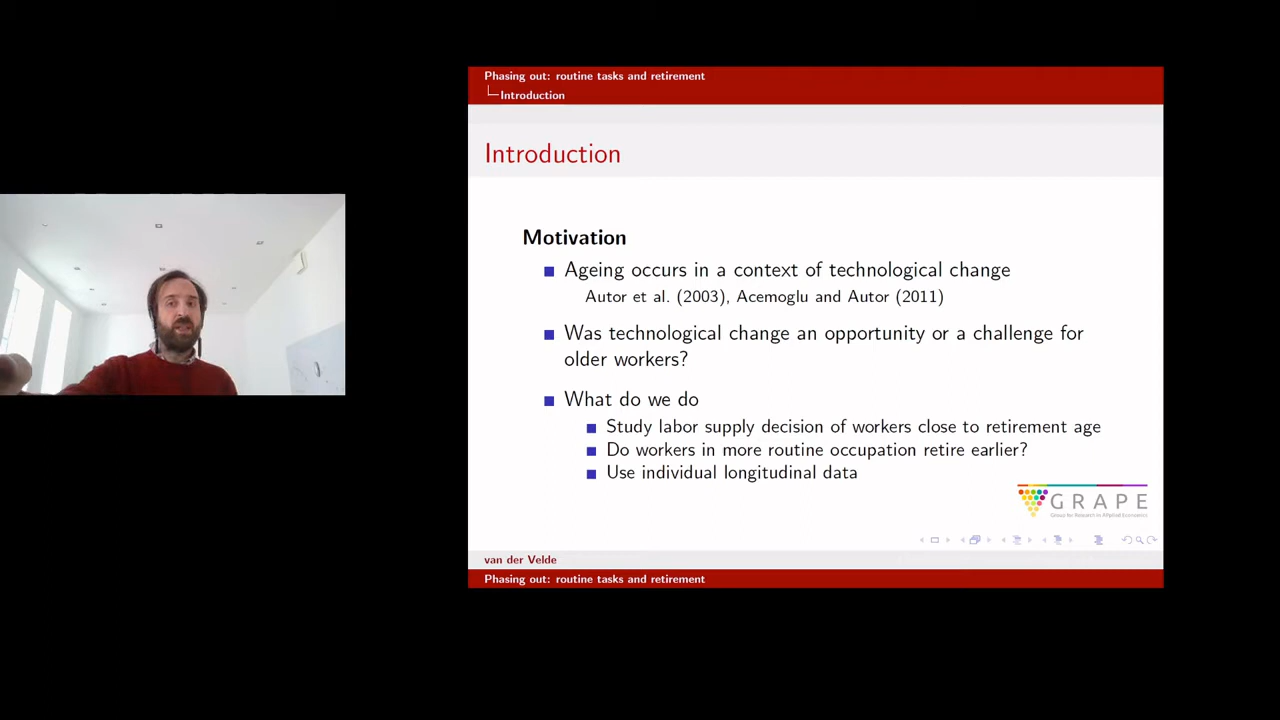 Phasing out: routine tasks and retirement
Introduction
Introduction
Motivation
Ageing occurs in a context of technological change
Autor et al. (2003), Acemoglu and Autor (2011)
Was technological change an opportunity or a challenge for
older workers?
What do we do
Study labor supply decision of workers close to retirement age
Do workers in more routine occupation retire earlier?
Use individual longitudinal data
GRAPE
Group for Research in Applied Economics
van der Velde
Phasing out: routine tasks and retirement